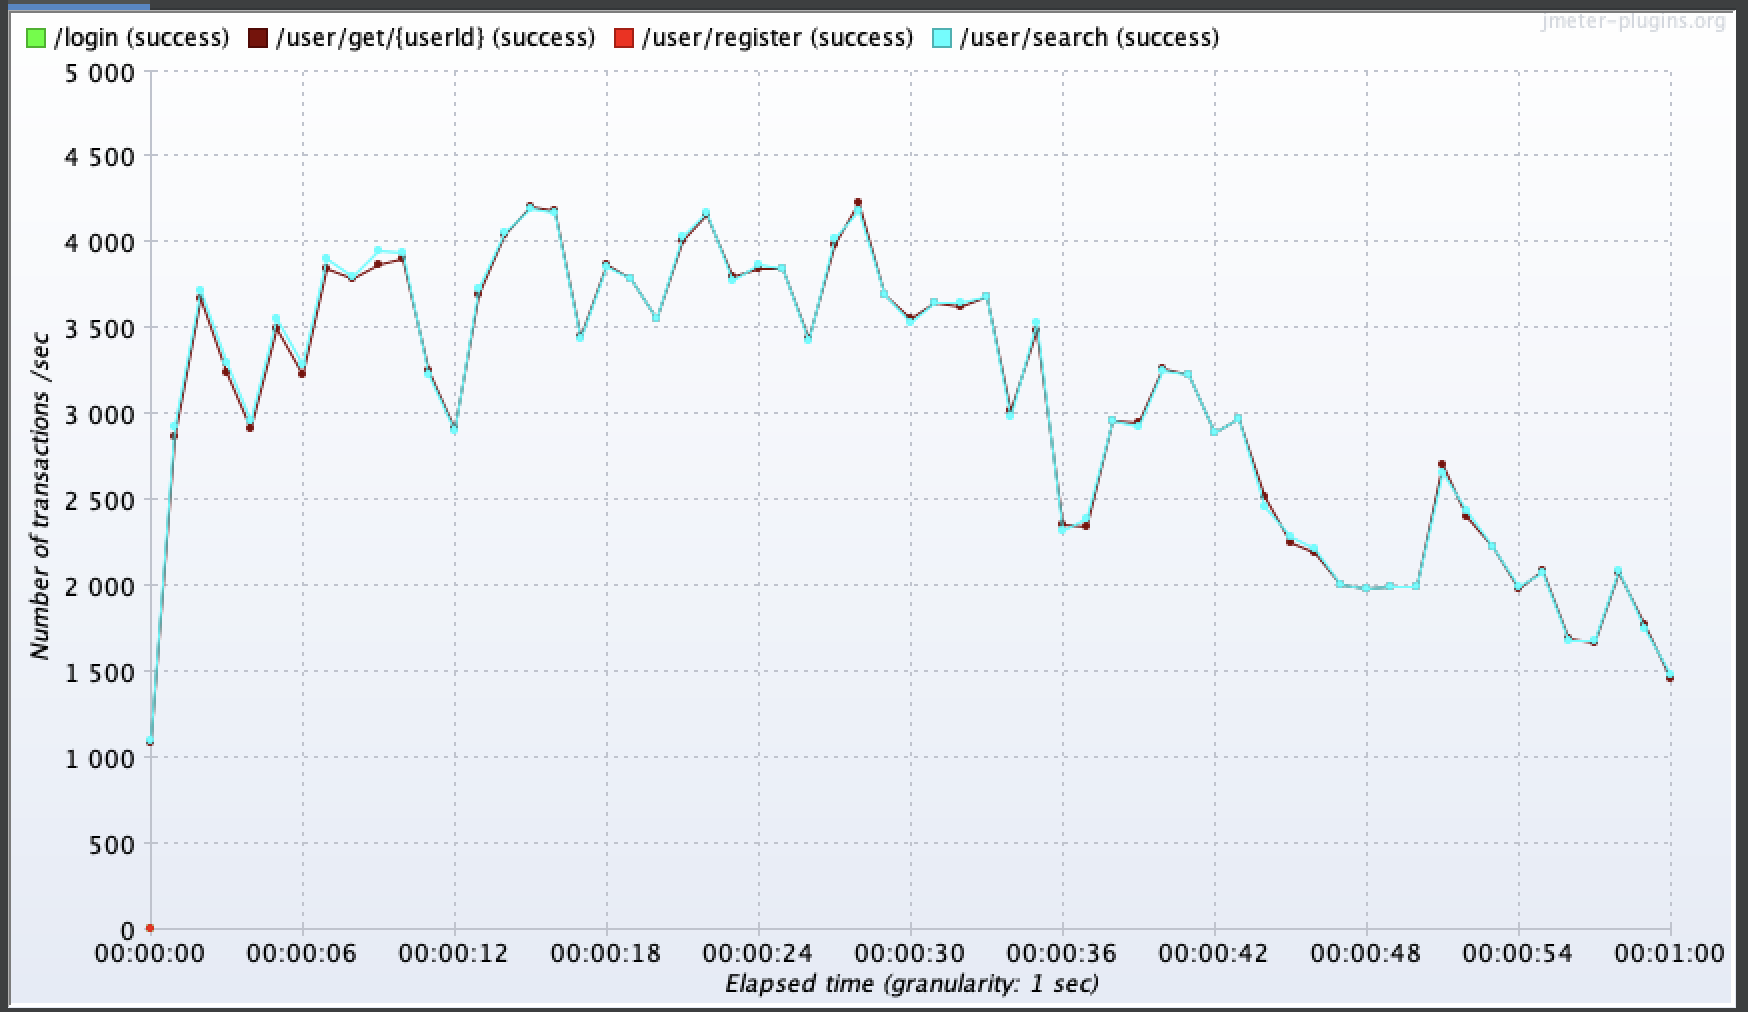 jmeter-plugins.org
/login (success) /user/get/{userId} (success) /user/register (success) /user/search (success)
5 000
4 500
4 000
3 500
3 000
2 500
2 000
1 500
1 000
500
0
Number of transactions /sec
00:00:00 00:00:06 00:00:12 00:00:18 00:00:24 00:00:30 00:00:36 00:00:42 00:00:48 00:00:54 00:01:00
Elapsed time (granularity: 1 sec)